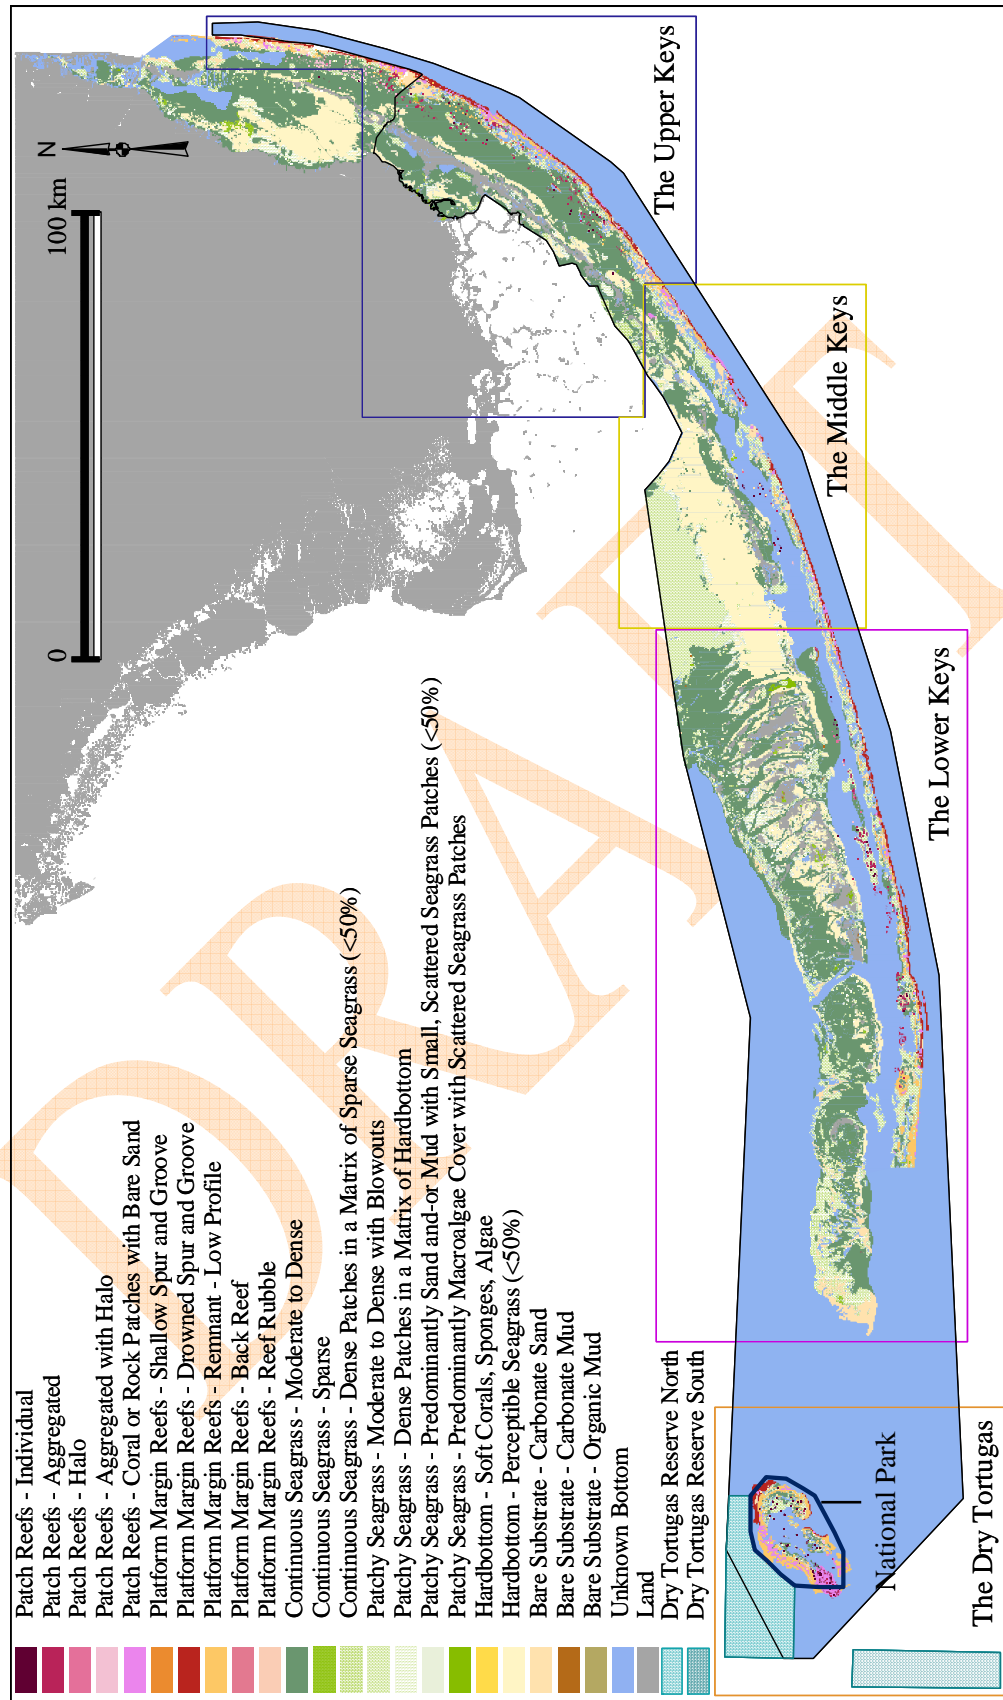 Patch Reefs - Individual
Patch Reefs - Aggregated
Patch Reefs - Halo
Patch Reefs - Aggregated with Halo
Patch Reefs - Coral or Rock Patches with Bare Sand
Platform Margin Reefs - Shallow Spur and Groove
Platform Margin Reefs - Drowned Spur and Groove
Platform Margin Reefs - Remnant - Low Profile
Platform Margin Reefs - Back Reef
Platform Margin Reefs - Reef Rubble
Continuous Seagrass - Moderate to Dense
Continuous Seagrass - Sparse
Continuous Seagrass - Dense Patches in a Matrix of Sparse Seagrass (<50%)
Patchy Seagrass - Moderate to Dense with Blowouts
Patchy Seagrass - Dense Patches in a Matrix of Hardbottom
Patchy Seagrass - Predominantly Sand and-or Mud with Small, Scattered Seagrass Patches (<50%)
Patchy Seagrass - Predominantly Macroalgae Cover with Scattered Seagrass Patches
Hardbottom - Soft Corals, Sponges, Algae
Hardbottom - Perceptible Seagrass (<50%)
Bare Substrate - Carbonate Sand
Bare Substrate - Carbonate Mud
Bare Substrate - Organic Mud
Unknown Bottom
Land
Dry Tortugas Reserve North
Dry Tortugas Reserve South
0
100 km
N
The Upper Keys
The Middle Keys
The Lower Keys
National Park
The Dry Tortugas
DRAFT